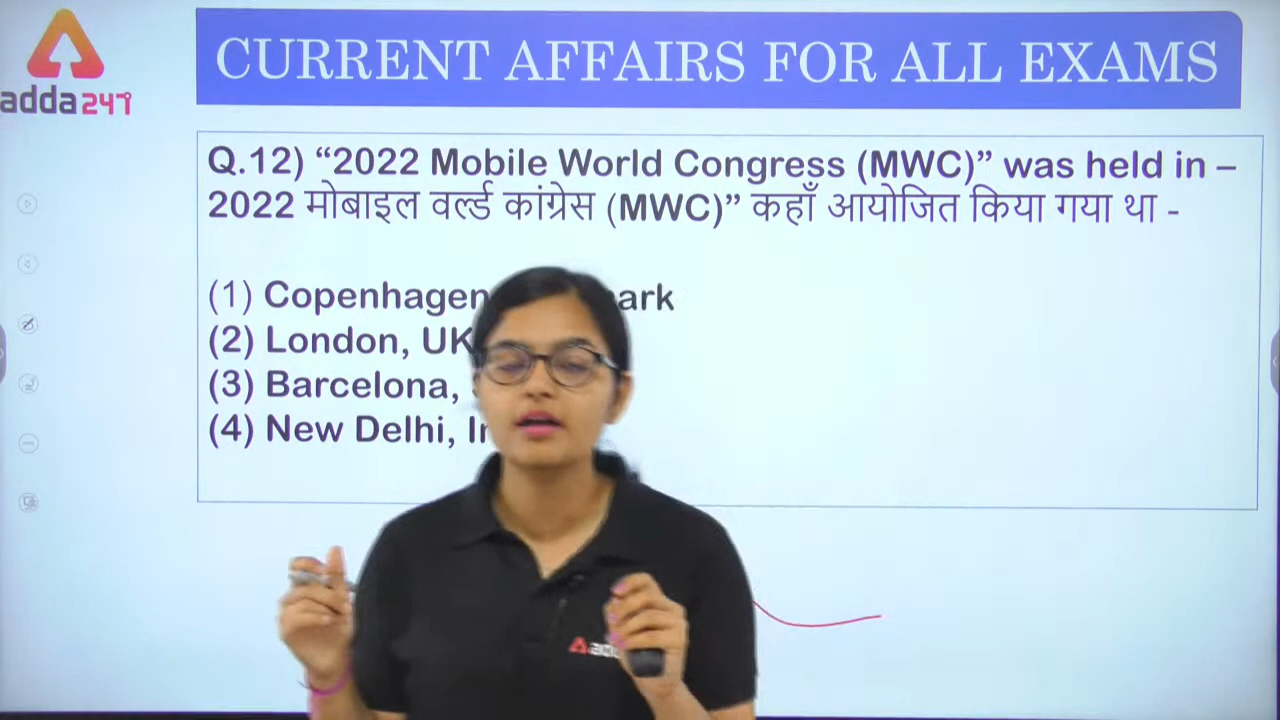 CURRENT AFFAIRS FOR ALL EXAMS
adda247
Q.12) “2022 Mobile World Congress (MWC)” was held in –
2022 मोबाइल वर्ल्ड कांग्रेस (MWC)” कहाँ आयोजित किया गया था -
(1) Copenhagen
(2) London, UK
(3) Barcelona,
(4) New Delhi,